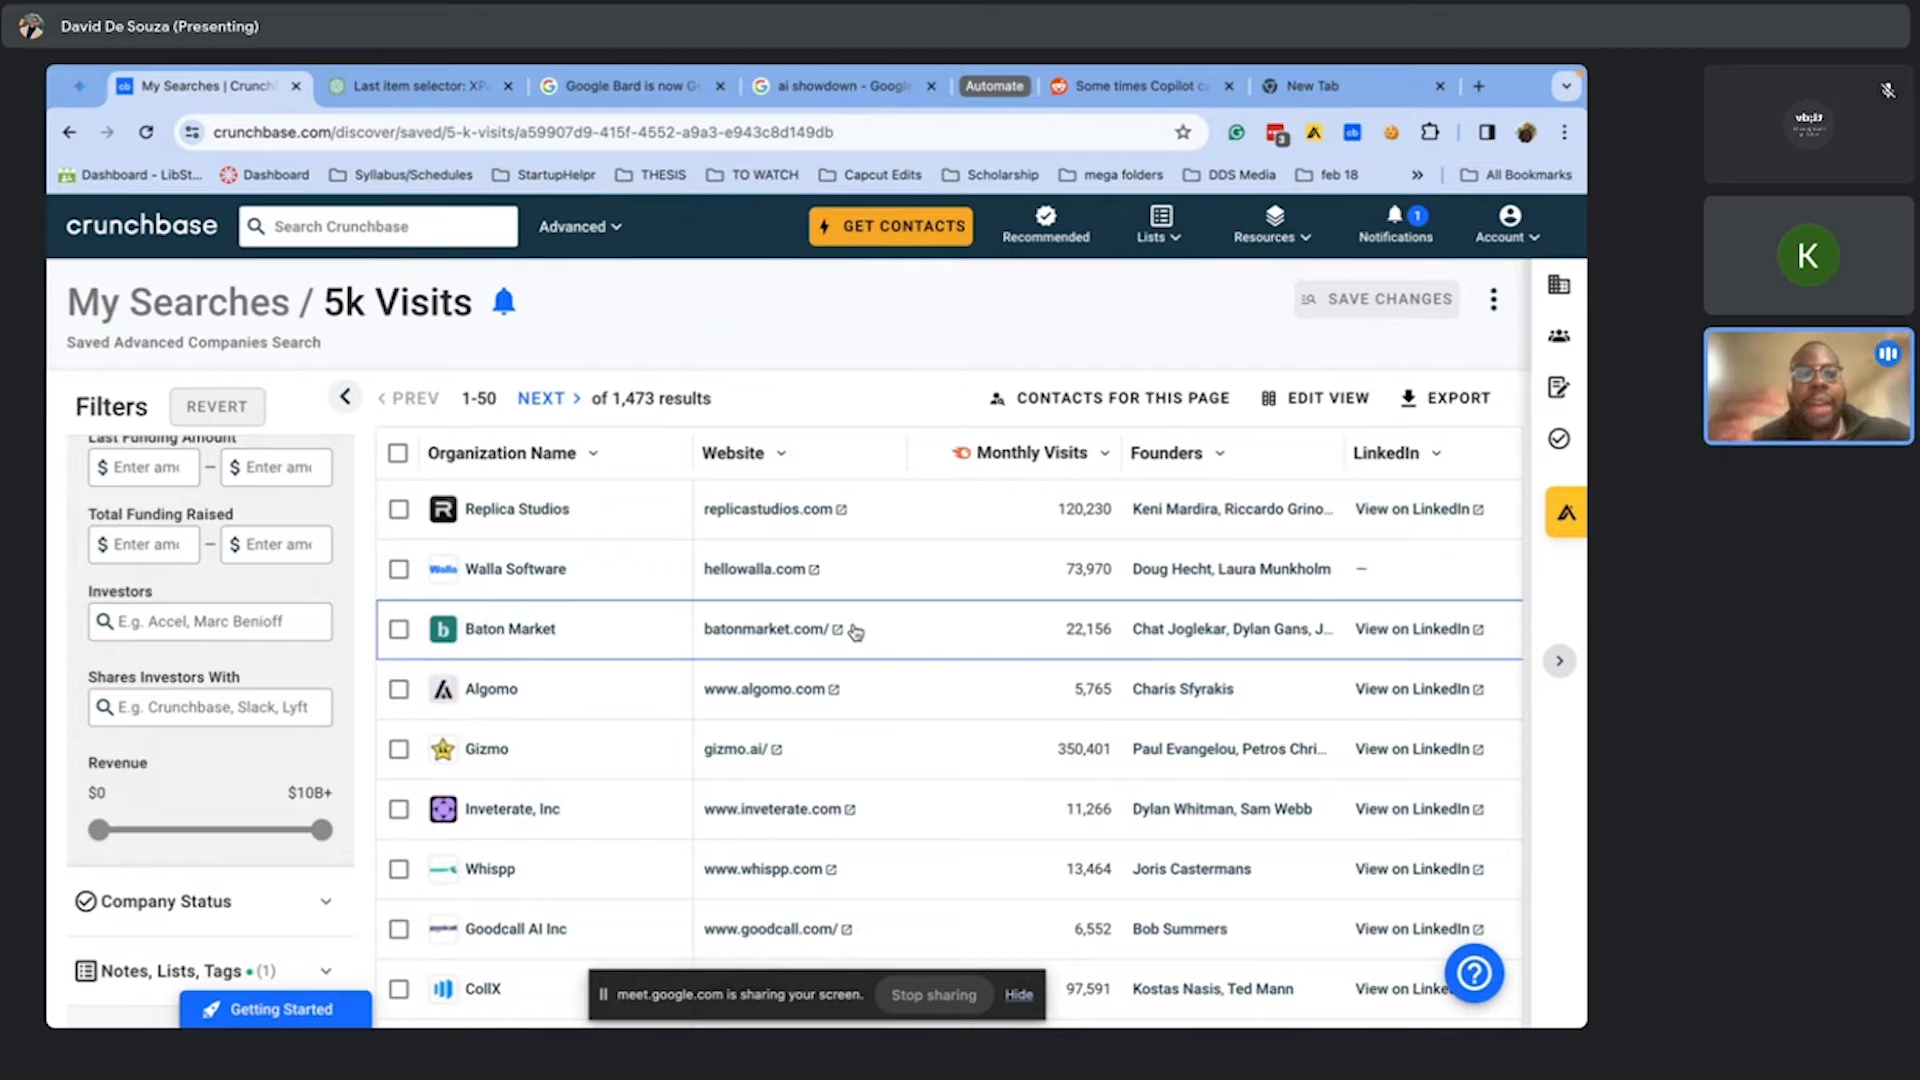 David De Souza (Presenting)
My Searches | Crunch
Last item selector: XP
Google Bard is now G
ai showdown - Google
Automate
Some times Copilot c
New Tab
crunchbase.com/discover/saved/5-k-visits/a59907d9-415f-4552-a9a3-e943c8d149db
Dashboard - LibSt... Dashboard Syllabus/Schedules StartupHelpr THESIS TO WATCH Capcut Edits Scholarship mega folders DDS Media feb 18 » All Bookmarks
crunchbase Search Crunchbase Advanced GET CONTACTS Recommended Lists Resources Notifications 1 Account
My Searches / 5k Visits
SAVE CHANGES
Saved Advanced Companies Search
Filters REVERT
PREV 1-50 NEXT of 1,473 results CONTACTS FOR THIS PAGE EDIT VIEW EXPORT
Last Funding Amount
$ Enter am – $ Enter am
Total Funding Raised
$ Enter am – $ Enter am
Investors
E.g. Accel, Marc Benioff
Shares Investors With
E.g. Crunchbase, Slack, Lyft
Revenue
$0 $10B+
Company Status
Notes, Lists, Tags • (1)
Getting Started
Organization Name Website Monthly Visits Founders LinkedIn
Replica Studios replicastudios.com 120,230 Keni Mardira, Riccardo Grino... View on LinkedIn
Walla Software hellowalla.com 73,970 Doug Hecht, Laura Munkholm —
Baton Market batonmarket.com/ 22,156 Chat Joglekar, Dylan Gans, J... View on LinkedIn
Algomo www.algomo.com 5,765 Charis Sfyrakis View on LinkedIn
Gizmo gizmo.ai/ 350,401 Paul Evangelou, Petros Chri... View on LinkedIn
Inveterate, Inc www.inveterate.com 11,266 Dylan Whitman, Sam Webb View on LinkedIn
Whispp www.whispp.com 13,464 Joris Castermans View on LinkedIn
Goodcall AI Inc www.goodcall.com/ 6,552 Bob Summers View on LinkedIn
CollX 97,591 Kostas Nasis, Ted Mann View on Linke
meet.google.com is sharing your screen. Stop sharing Hide
K